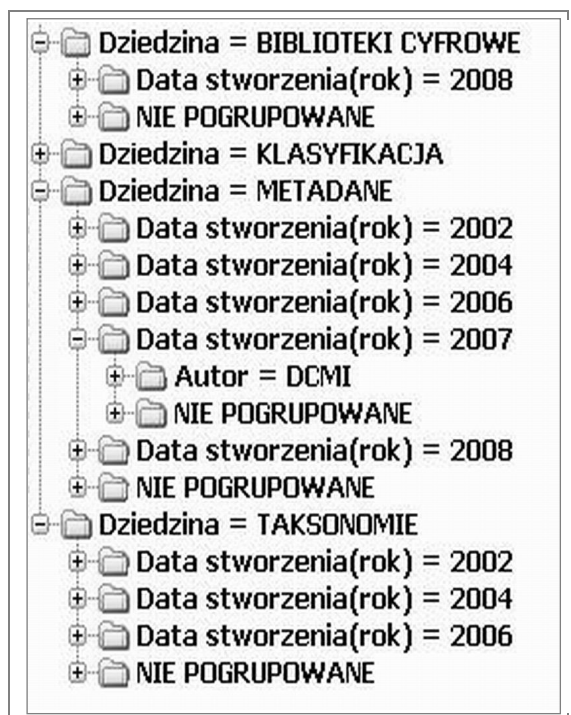 Dziedzina = BIBLIOTEKI CYFROWE
Data stworzenia(rok) = 2008
NIE POGRUPOWANE
Dziedzina = KLASYFIKACJA
Dziedzina = METADANE
Data stworzenia(rok) = 2002
Data stworzenia(rok) = 2004
Data stworzenia(rok) = 2006
Data stworzenia(rok) = 2007
Autor = DCMI
NIE POGRUPOWANE
Data stworzenia(rok) = 2008
NIE POGRUPOWANE
Dziedzina = TAKSONOMIE
Data stworzenia(rok) = 2002
Data stworzenia(rok) = 2004
Data stworzenia(rok) = 2006
NIE POGRUPOWANE